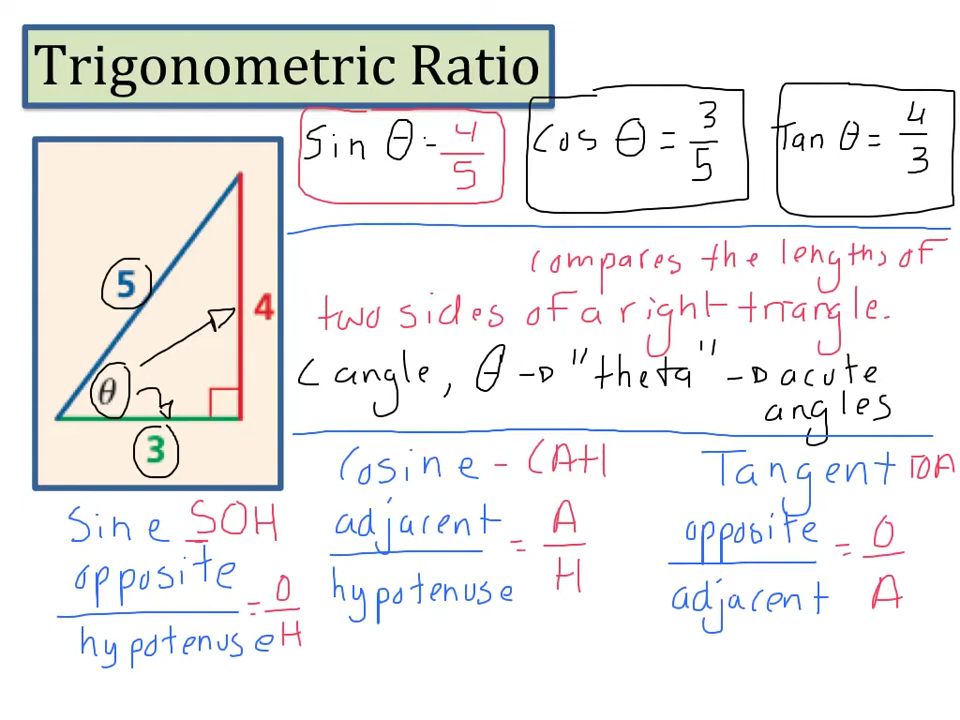 Trigonometric Ratio
Sin θ = 4/5
Cos θ = 3/5
Tan θ = 4/3
5
4
θ
3
compares the lengths of
two sides of a right triangle.
∠ angle, θ → "theta" → acute
angles
Sine SOH
opposite/hypotenuse = O/H
Cosine - CAH
adjacent/hypotenuse = A/H
Tangent TOA
opposite/adjacent = O/A